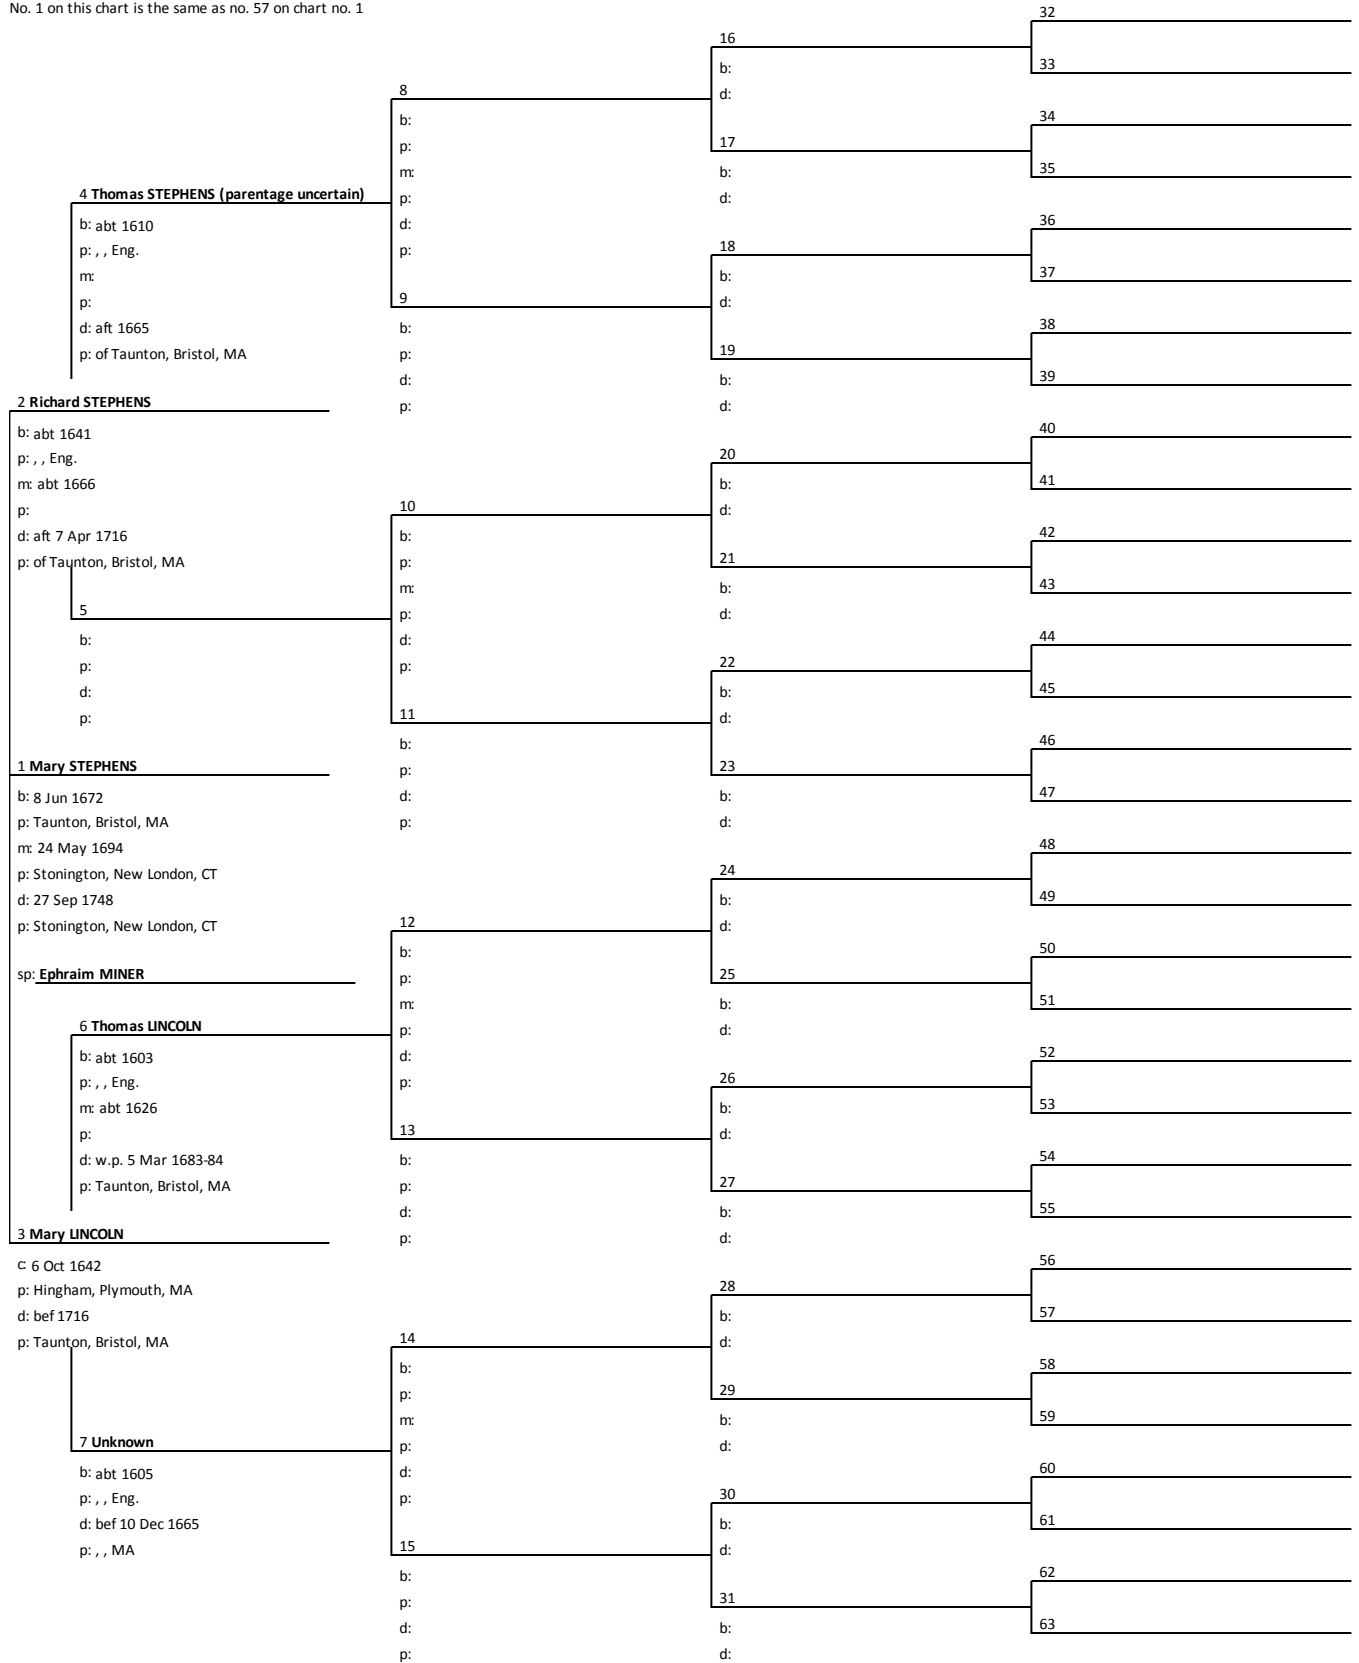 No. 1 on this chart is the same as no. 57 on chart no. 1
4 Thomas STEPHENS (parentage uncertain)
b: abt 1610
p: , , Eng.
m:
p:
d: aft 1665
p: of Taunton, Bristol, MA
2 Richard STEPHENS
b: abt 1641
p: , , Eng.
m: abt 1666
p:
d: aft 7 Apr 1716
p: of Taunton, Bristol, MA
5
b:
p:
d:
p:
1 Mary STEPHENS
b: 8 Jun 1672
p: Taunton, Bristol, MA
m: 24 May 1694
p: Stonington, New London, CT
d: 27 Sep 1748
p: Stonington, New London, CT
sp: Ephraim MINER
6 Thomas LINCOLN
b: abt 1603
p: , , Eng.
m: abt 1626
p:
d: w.p. 5 Mar 1683-84
p: Taunton, Bristol, MA
3 Mary LINCOLN
c: 6 Oct 1642
p: Hingham, Plymouth, MA
d: bef 1716
p: Taunton, Bristol, MA
7 Unknown
b: abt 1605
p: , , Eng.
d: bef 10 Dec 1665
p: , , MA
8
b:
p:
m:
p:
d:
p:
9
b:
p:
d:
p:
10
b:
p:
m:
p:
d:
p:
11
b:
p:
d:
p:
12
b:
p:
m:
p:
d:
p:
13
b:
p:
d:
p:
14
b:
p:
m:
p:
d:
p:
15
b:
p:
d:
p:
16
b:
d:
17
b:
d:
18
b:
d:
19
b:
d:
20
b:
d:
21
b:
d:
22
b:
d:
23
b:
d:
24
b:
d:
25
b:
d:
26
b:
d:
27
b:
d:
28
b:
d:
29
b:
d:
30
b:
d:
31
b:
d:
32
33
34
35
36
37
38
39
40
41
42
43
44
45
46
47
48
49
50
51
52
53
54
55
56
57
58
59
60
61
62
63